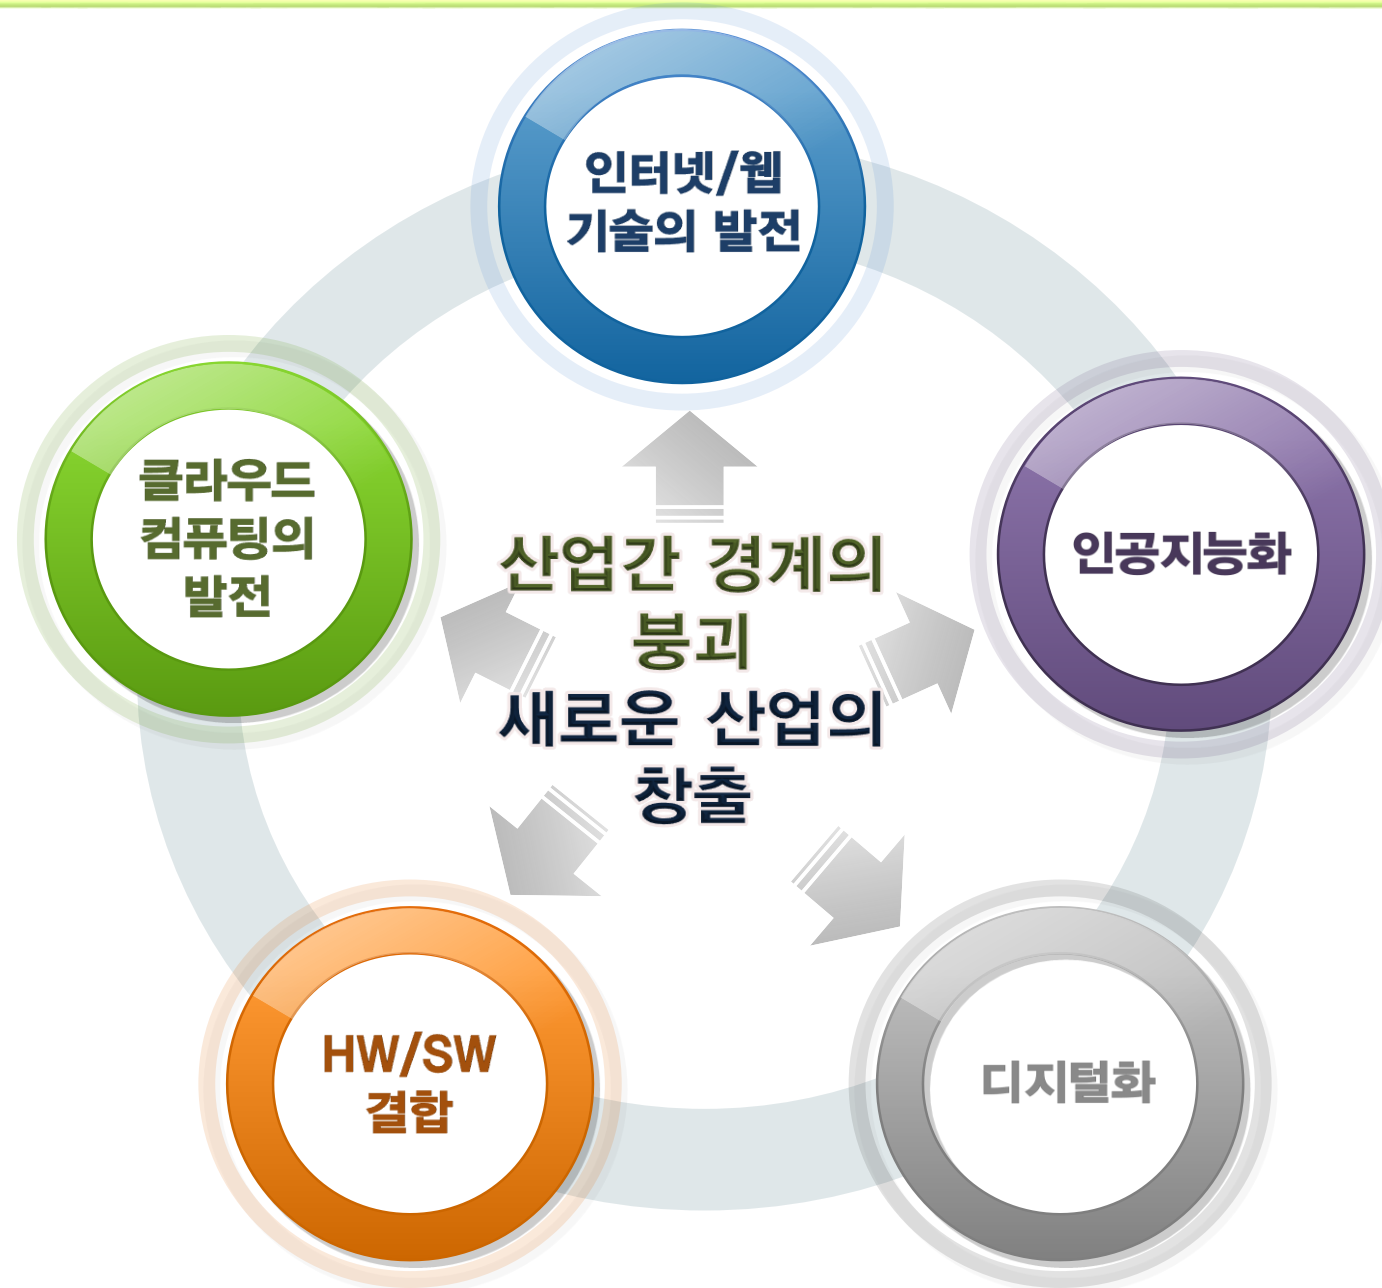 인터넷/웹
기술의 발전
클라우드
컴퓨팅의
발전
인공지능화
산업간 경계의
붕괴
새로운 산업의
창출
HW/SW
결합
디지털화